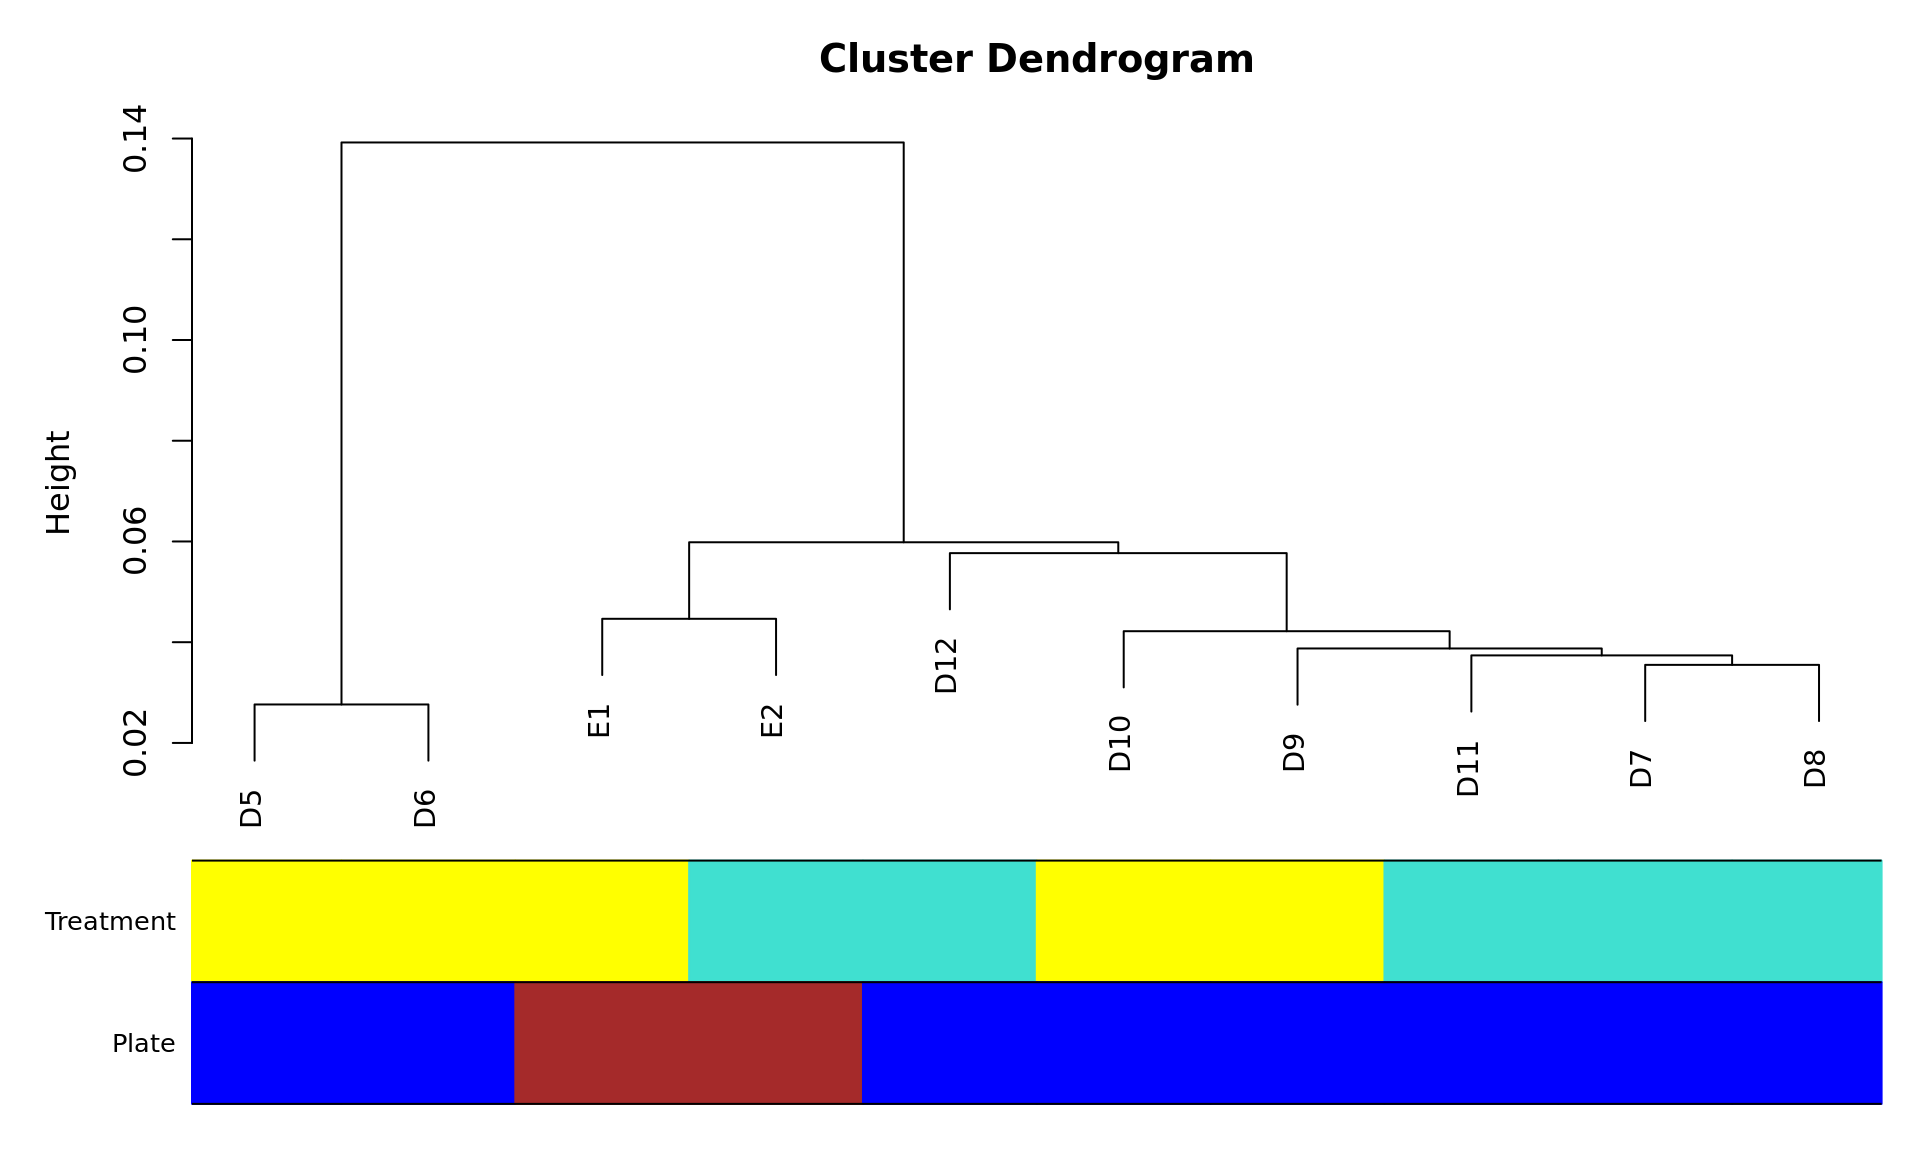 Cluster Dendrogram
Height
0.14
0.10
0.06
0.02
D5
D6
E1
E2
D12
D10
D9
D11
D7
D8
Treatment
Plate